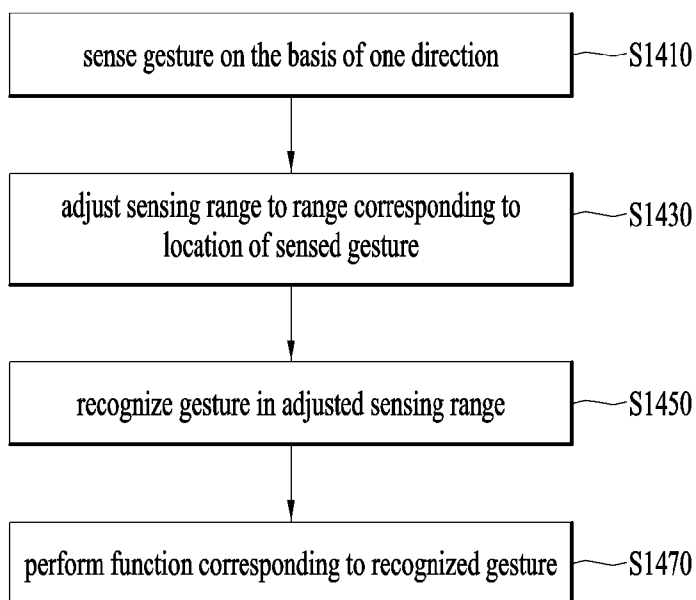 sense gesture on the basis of one direction
S1410
adjust sensing range to range corresponding to
location of sensed gesture
S1430
recognize gesture in adjusted sensing range
S1450
perform function corresponding to recognized gesture
S1470